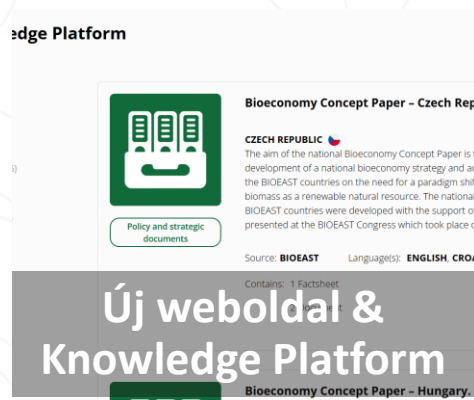 edge Platform
Bioeconomy Concept Paper – Czech Rep
CZECH REPUBLIC
The aim of the national Bioeconomy Concept Paper is
development of a national bioeconomy strategy and a
the BIOEAST countries on the need for a paradigm shi
biomass as a renewable natural resource. The national
BIOEAST countries were developed with the support o
presented at the BIOEAST Congress which took place
Policy and strategic
documents
Source: BIOEAST Language(s): ENGLISH, CROA
Contains: 1 Factsheet
Új weboldal &
Knowledge Platform
Bioeconomy Concept Paper – Hungary.